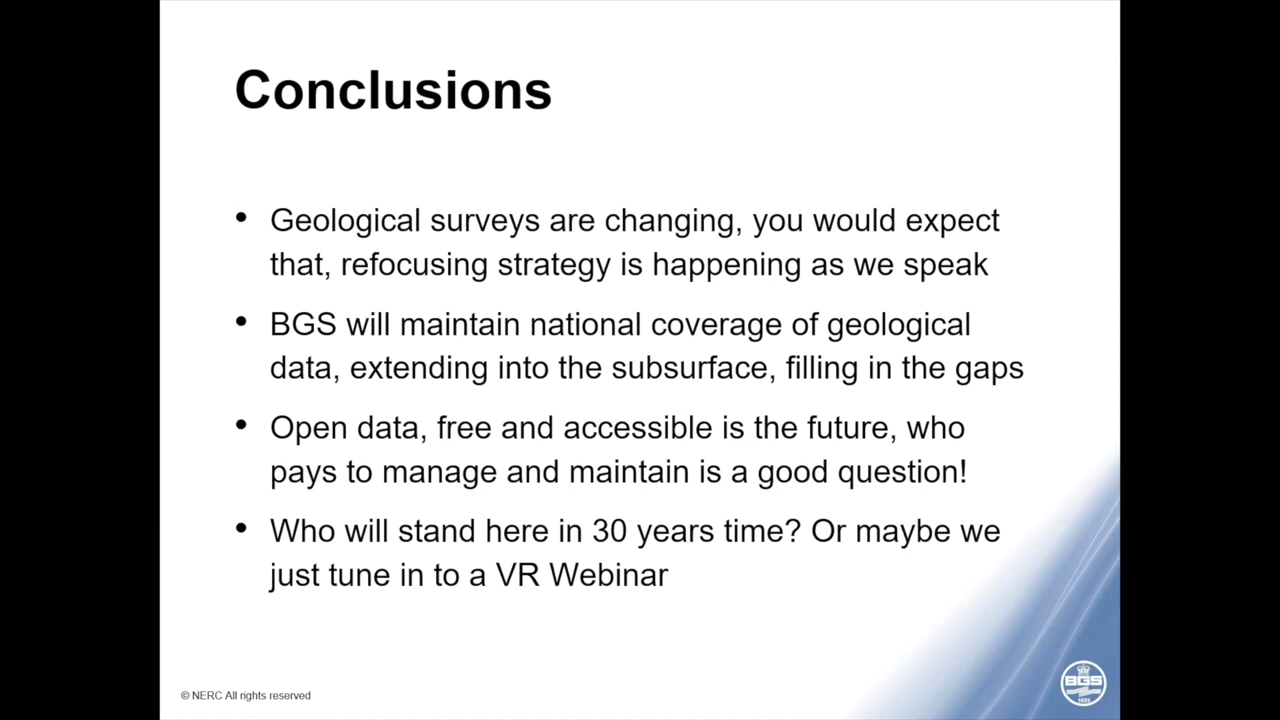 Conclusions
• Geological surveys are changing, you would expect
that, refocusing strategy is happening as we speak
• BGS will maintain national coverage of geological
data, extending into the subsurface, filling in the gaps
• Open data, free and accessible is the future, who
pays to manage and maintain is a good question!
• Who will stand here in 30 years time? Or maybe we
just tune in to a VR Webinar
© NERC All rights reserved
BGS